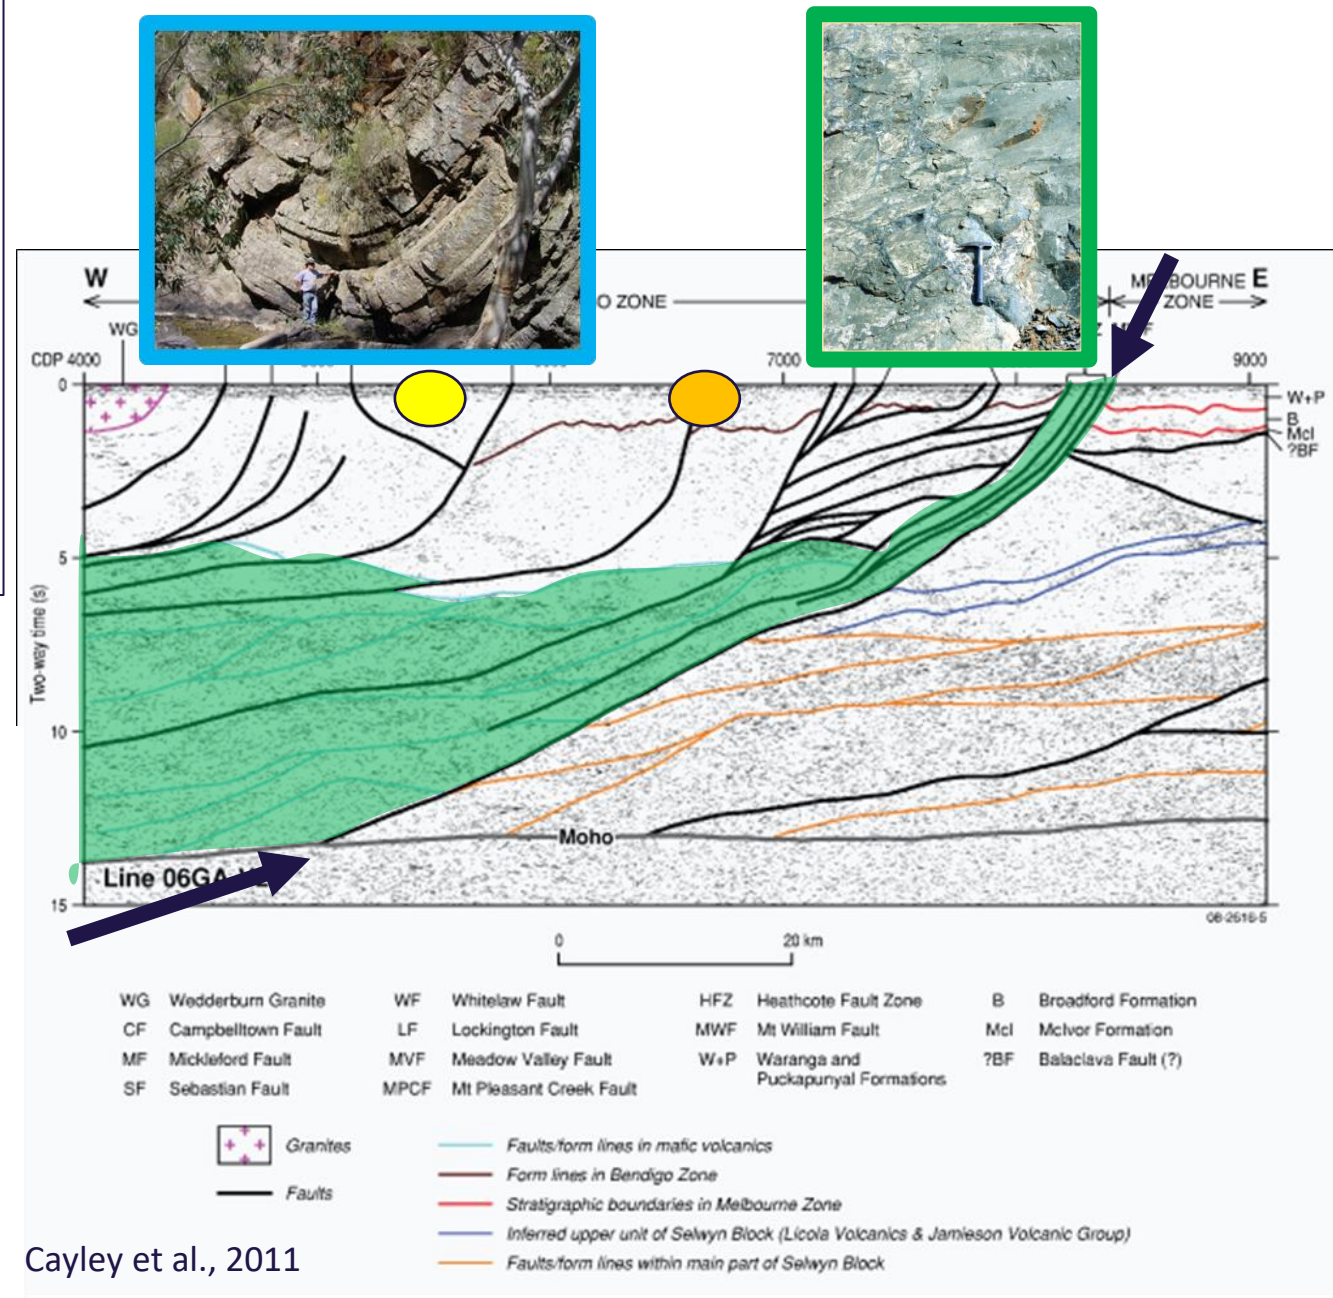 W
O ZONE
MELBOURNE E
ZONE
WG
Z
F
CDP 4000
7000
9000
0
W+P
B
Mcl
?BF
5
Two-way time (s)
10
Moho
Line 06GA-V2
15
08-2616-5
0 20 km
WG Wedderburn Granite WF Whitelaw Fault HFZ Heathcote Fault Zone B Broadford Formation
CF Campbelltown Fault LF Lockington Fault MWF Mt William Fault Mcl McIvor Formation
MF Mickleford Fault MVF Meadow Valley Fault W+P Waranga and ?BF Balaclava Fault (?)
Puckapunyal Formations
SF Sebastian Fault MPCF Mt Pleasant Creek Fault
Granites Faults/form lines in mafic volcanics
Form lines in Bendigo Zone
Faults Stratigraphic boundaries in Melbourne Zone
Inferred upper unit of Selwyn Block (Licola Volcanics & Jamieson Volcanic Group)
Faults/form lines within main part of Selwyn Block
Cayley et al., 2011